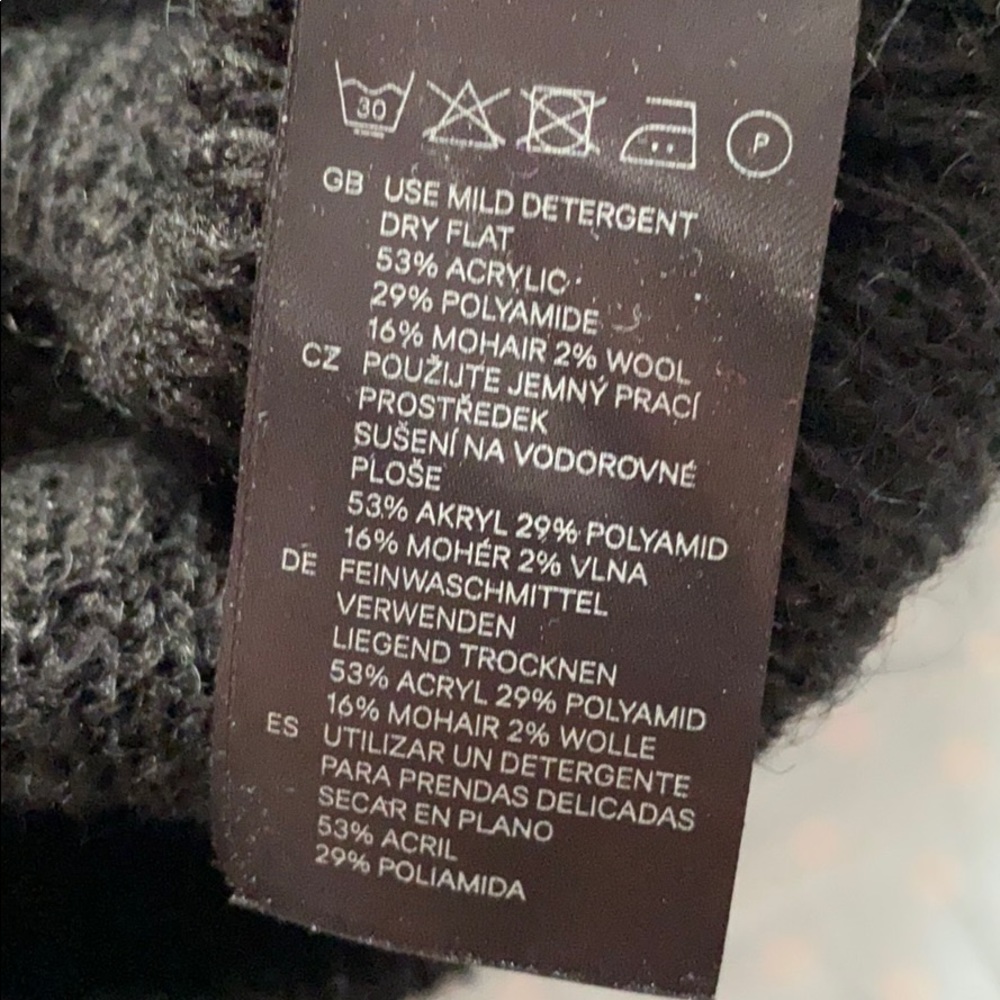 30
P
GB USE MILD DETERGENT
DRY FLAT
53% ACRYLIC
29% POLYAMIDE
16% MOHAIR 2% WOOL
CZ POUŽIJTE JEMNÝ PRACÍ
PROSTŘEDEK
SUŠENÍ NA VODOROVNÉ
PLOŠE
53% AKRYL 29% POLYAMID
16% MOHÉR 2% VLNA
DE FEINWASCHMITTEL
VERWENDEN
LIEGEND TROCKNEN
53% ACRYL 29% POLYAMID
16% MOHAIR 2% WOLLE
ES UTILIZAR UN DETERGENTE
PARA PRENDAS DELICADAS
SECAR EN PLANO
53% ACRIL
29% POLIAMIDA